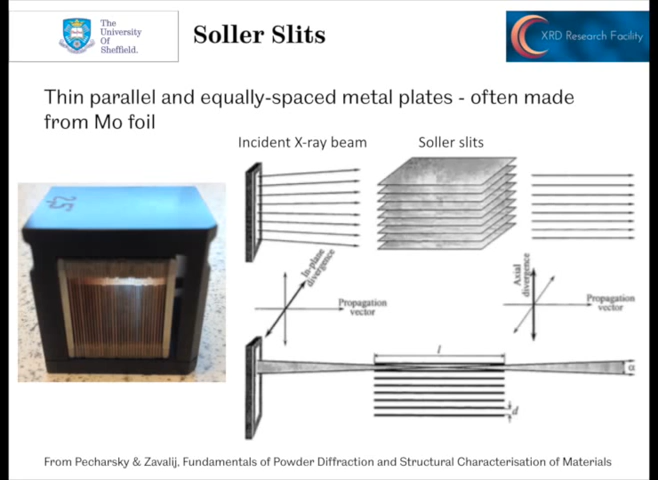 The
University
Of
Sheffield.
Soller Slits
XRD Research Facility
Thin parallel and equally-spaced metal plates - often made
from Mo foil
Incident X-ray beam
Soller slits
2,5
In-plane
divergence
Propagation
vector
Axial
divergence
Propagation
vector
l
α
d
From Pecharsky & Zavalij, Fundamentals of Powder Diffraction and Structural Characterisation of Materials